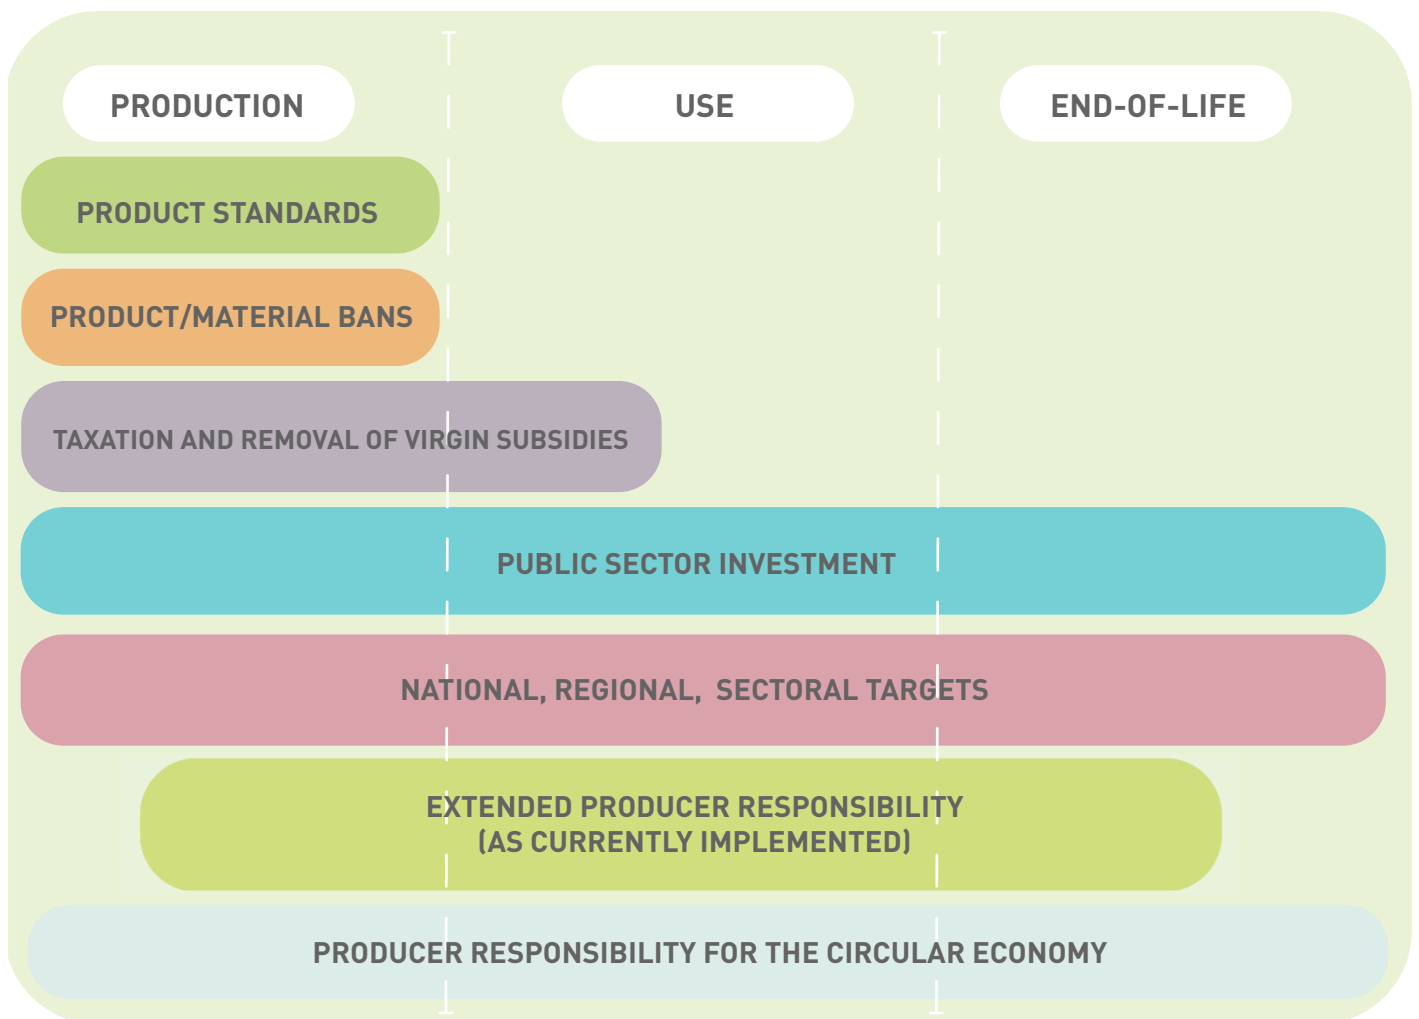 PRODUCTION
USE
END-OF-LIFE
PRODUCT STANDARDS
PRODUCT/MATERIAL BANS
TAXATION AND REMOVAL OF VIRGIN SUBSIDIES
PUBLIC SECTOR INVESTMENT
NATIONAL, REGIONAL, SECTORAL TARGETS
EXTENDED PRODUCER RESPONSIBILITY
(AS CURRENTLY IMPLEMENTED)
PRODUCER RESPONSIBILITY FOR THE CIRCULAR ECONOMY